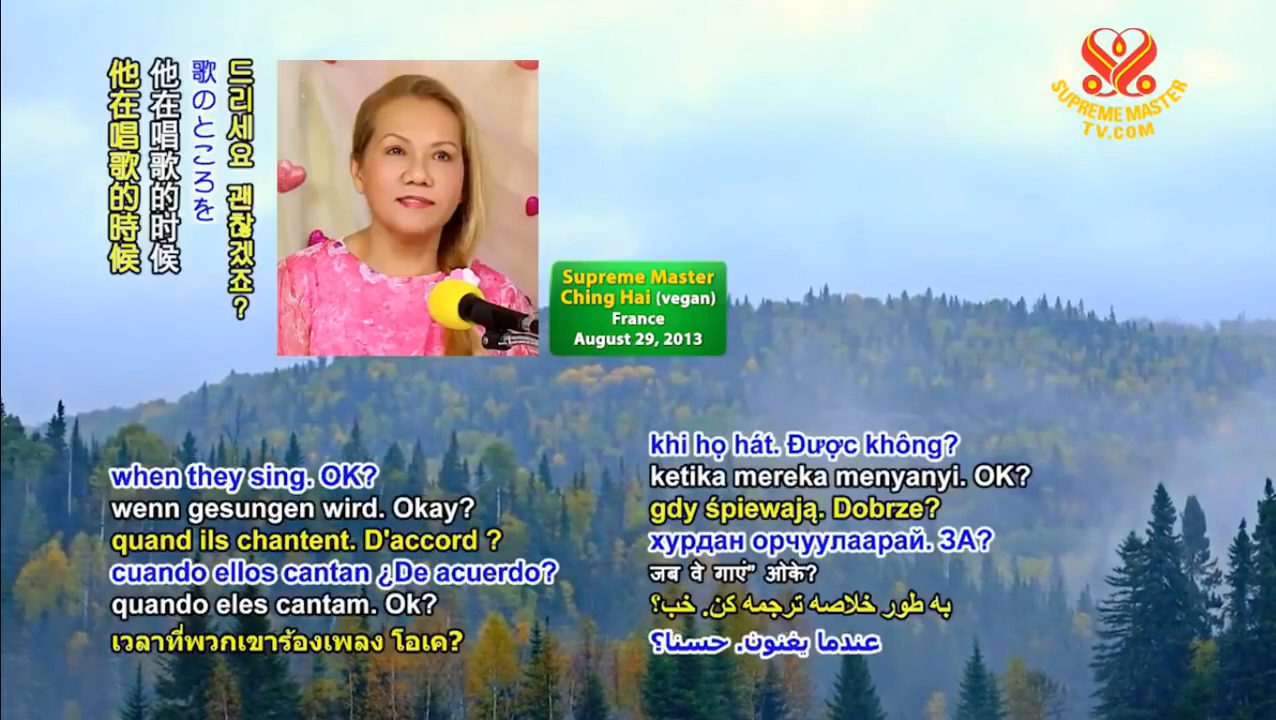 드리세요 괜찮겠죠?
歌のところを
他在唱歌的时候
他在唱歌的時候
SUPREME MASTER
TV.COM
Supreme Master
Ching Hai (vegan)
France
August 29, 2013
when they sing. OK?
wenn gesungen wird. Okay?
quand ils chantent. D'accord ?
cuando ellos cantan ¿De acuerdo?
quando eles cantam. Ok?
เวลาที่พวกเขาร้องเพลง โอเค?
khi họ hát. Được không?
ketika mereka menyanyi. OK?
gdy śpiewają. Dobrze?
хурдан орчуулаарай. ЗА?
जब वे गाएं” ओके?
به طور خلاصه ترجمه کن. خب؟
عندما يغنون. حسنا؟